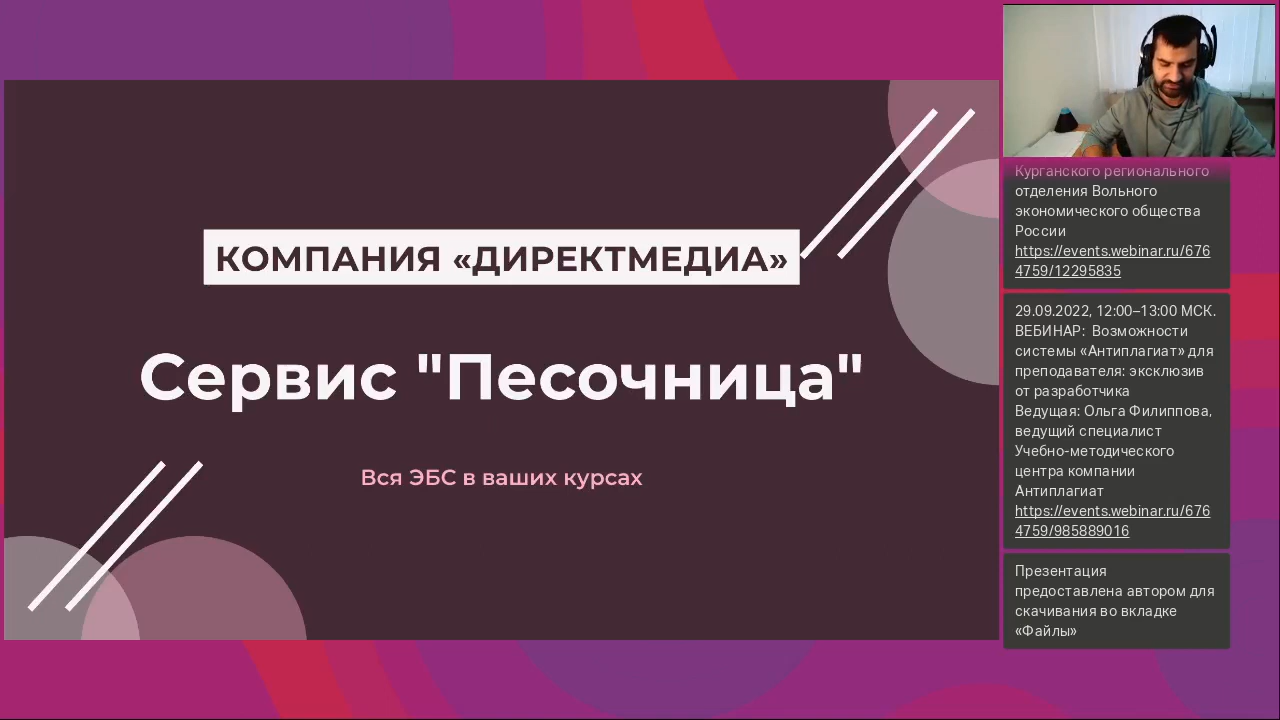 КОМПАНИЯ «ДИРЕКТМЕДИА»
Сервис "Песочница"
Вся ЭБС в ваших курсах
Курганского регионального
отделения Вольного
экономического общества
России
https://events.webinar.ru/676
4759/12295835
29.09.2022, 12:00–13:00 МСК.
ВЕБИНАР: Возможности
системы «Антиплагиат» для
преподавателя: эксклюзив
от разработчика
Ведущая: Ольга Филиппова,
ведущий специалист
Учебно-методического
центра компании
Антиплагиат
https://events.webinar.ru/676
4759/985889016
Презентация
предоставлена автором для
скачивания во вкладке
«Файлы»